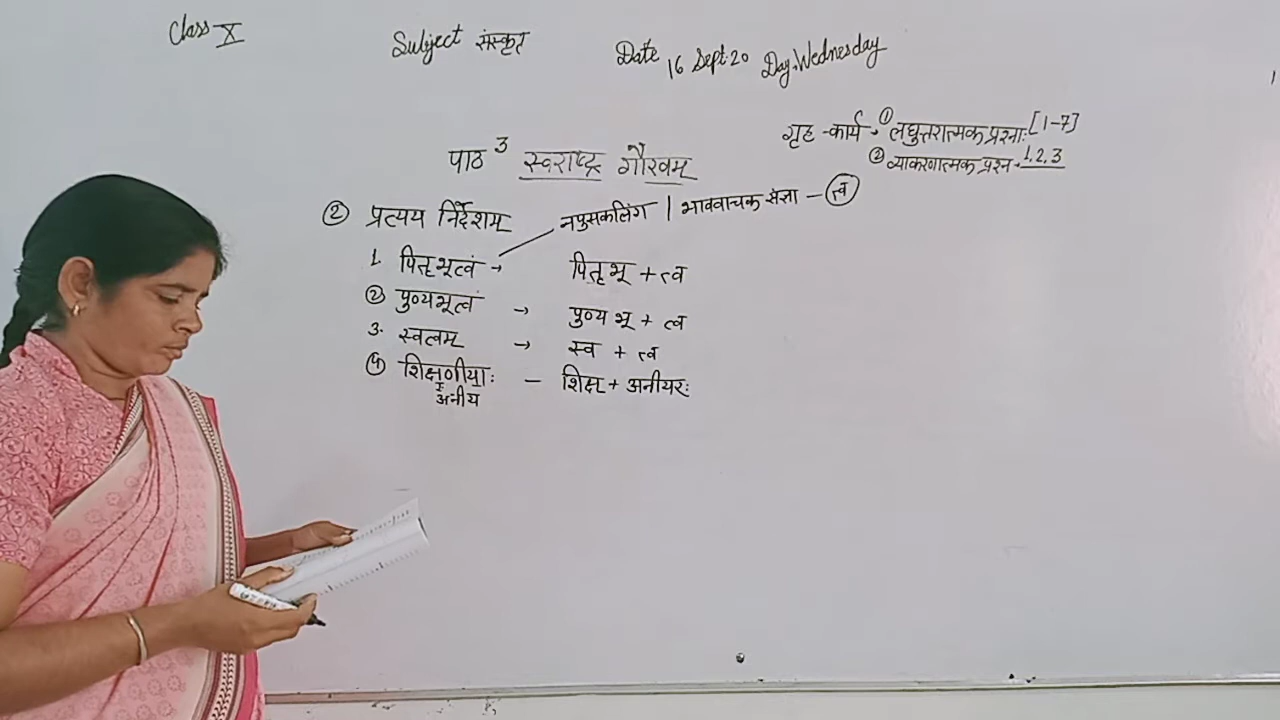 Class-X
Subject संस्कृत
Date 16 Sept.20 Day.Wednesday
गृह-कार्य - ① लघुत्तरात्मक प्रश्नाः [1-7]
② व्याकरणात्मक प्रश्न - 1,2,3
पाठ 3 स्वराष्ट्र गौरवम्
② प्रत्यय निर्देशम्
नपुसकलिंग | भाववाचक संज्ञा - त्व
1. पितृभूत्वं → पितृभू + त्व
② पुण्यभूत्वं → पुण्य भू + त्व
3. स्वत्वम् → स्व + त्व
④ शिक्षणीयाः - शिक्ष + अनीयरः
अनीय